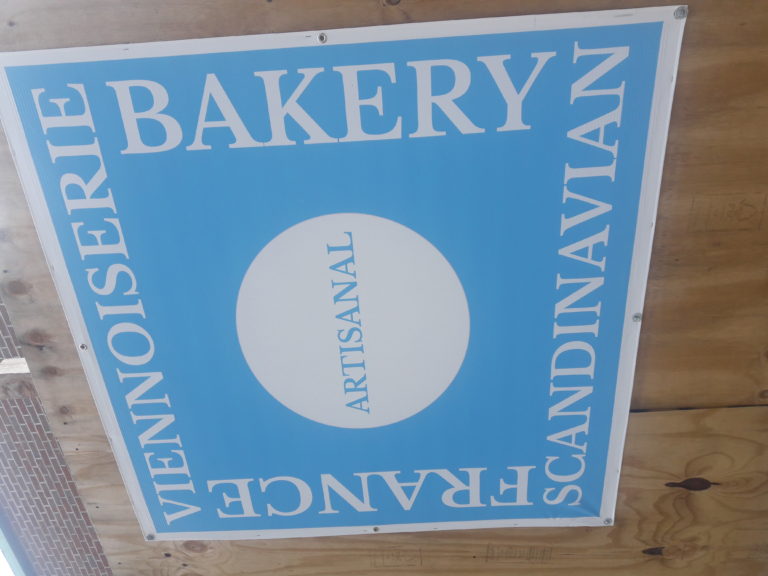 BAKERY
VIENNOISERIE
SCANDINAVIAN
ARTISANAL
FRANCE